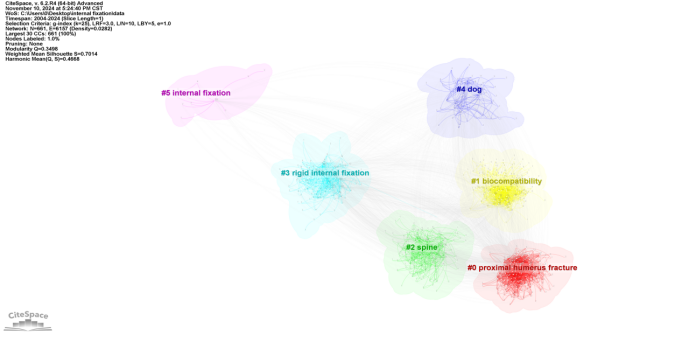 CiteSpace, v. 6.2.R4 (64-bit) Advanced
November 10, 2024 at 5:24:40 PM CST
WoS: C:\Users\G\Desktop\internal fixation\data
Timespan: 2004-2024 (Slice Length=1)
Selection Criteria: g-index (k=25), LRF=3.0, L/N=10, LBY=5, e=1.0
Network: N=661, E=6157 (Density=0.0282)
Largest 30 CCs: 661 (100%)
Nodes Labeled: 1.0%
Pruning: None
Modularity Q=0.3498
Weighted Mean Silhouette S=0.7014
Harmonic Mean(Q, S)=0.4668
#5 internal fixation
#4 dog
#3 rigid internal fixation
#1 biocompatibility
#2 spine
#0 proximal humerus fracture
CiteSpace